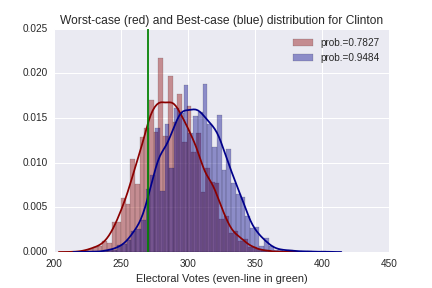 Worst-case (red) and Best-case (blue) distribution for Clinton
0.025
0.020
0.015
0.010
0.005
0.000
prob.=0.7827
prob.=0.9484
200 250 300 350 400 450
Electoral Votes (even-line in green)